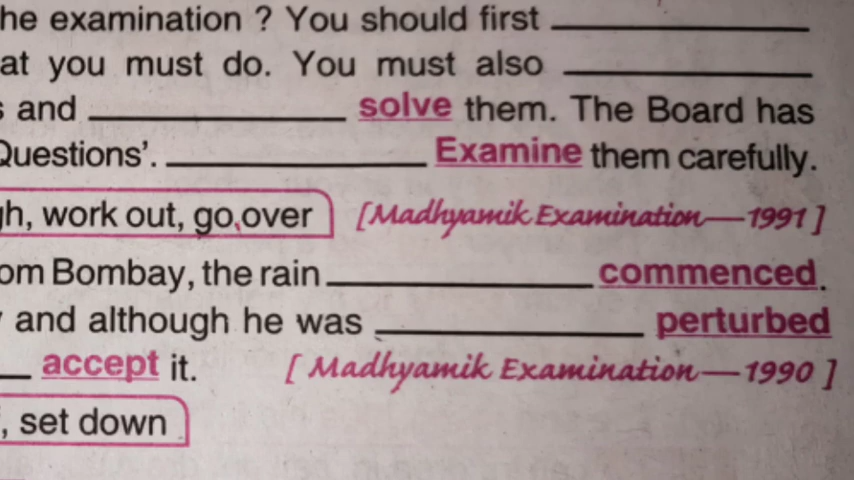 he examination ? You should first
at you must do. You must also
s and solve them. The Board has
Questions'. Examine them carefully.
gh, work out, go over [Madhyamik Examination—1991]
om Bombay, the rain commenced.
and although he was perturbed
accept it. [Madhyamik Examination—1990]
, set down